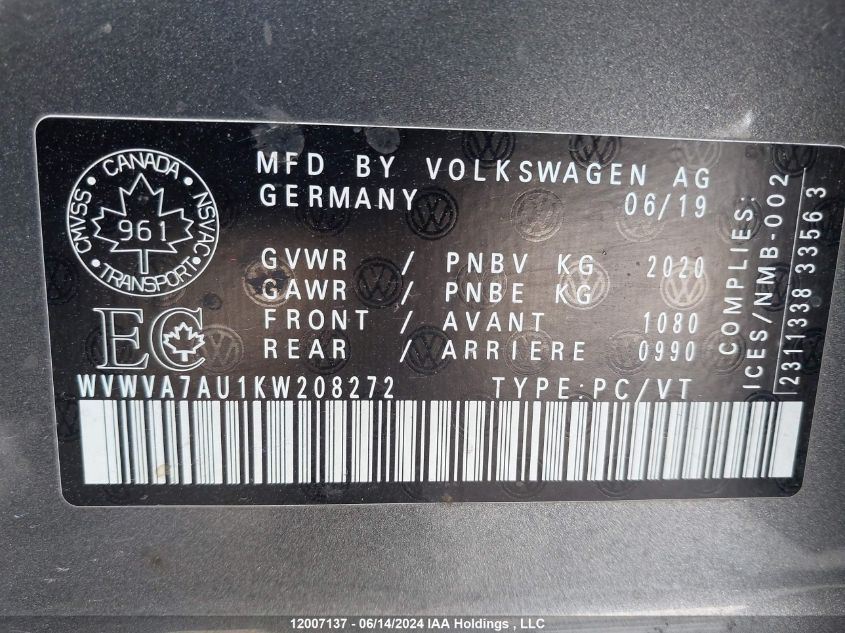 MFD BY VOLKSWAGEN AG
GERMANY 06/19
CANADA
CMVSS NSVAC
961
TRANSPORT
GVWR / PNBV KG 2020
GAWR / PNBE KG
FRONT / AVANT 1080
REAR / ARRIERE 0990
EC
WVWVA7AU1KW208272 TYPE:PC/VT
COMPLIES:
ICES/NMB-002
2311338 3356 3
12007137 - 06/14/2024 IAA Holdings , LLC